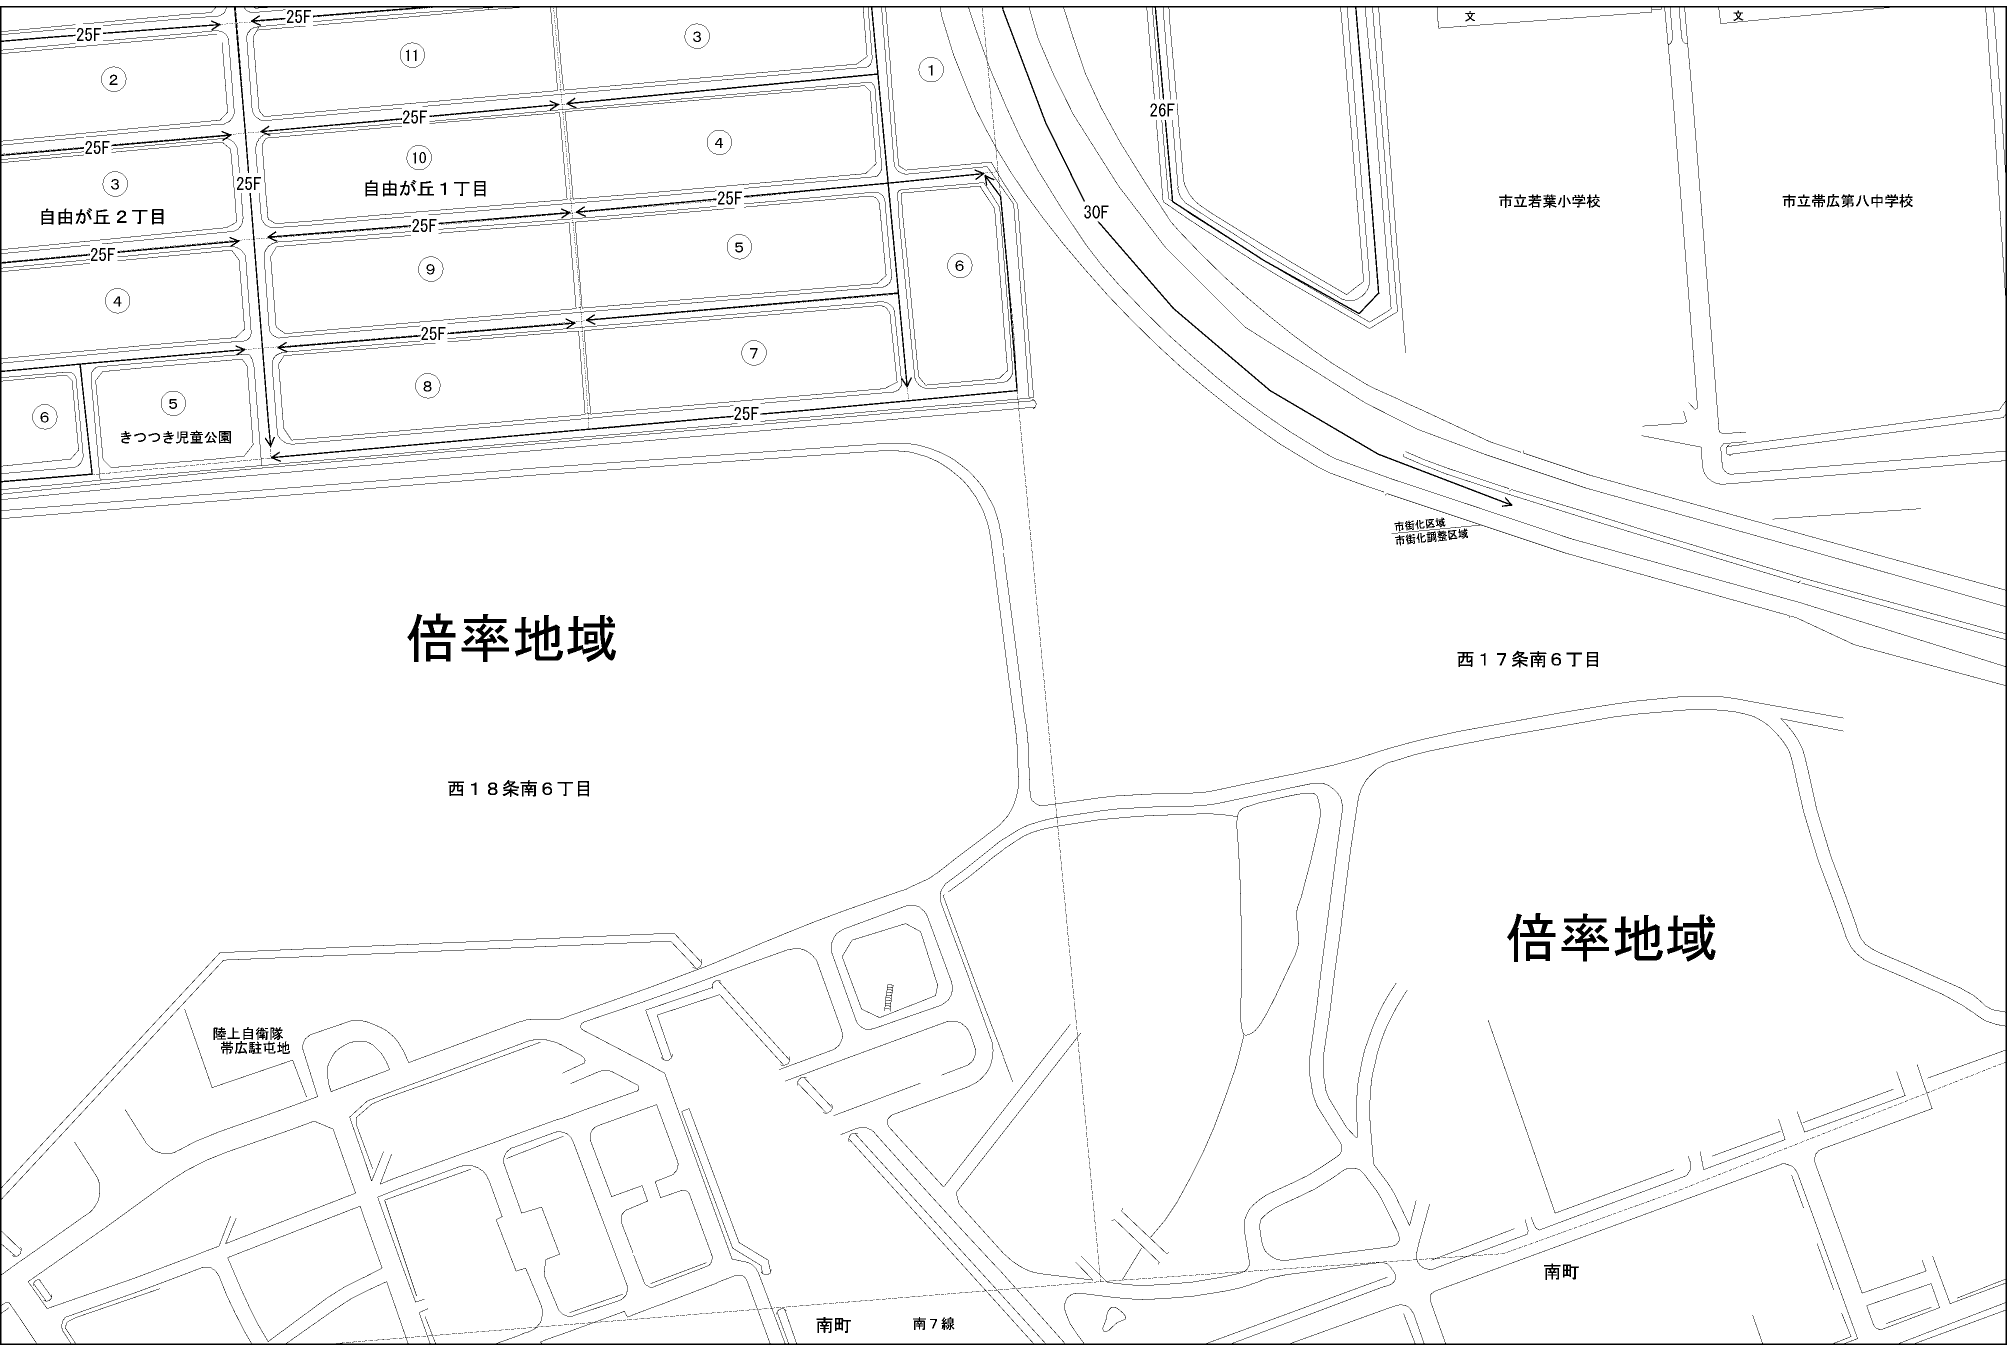 文
文
25F
25F
11
3
1
2
26F
25F
25F
4
10
自由が丘１丁目
3
25F
自由が丘２丁目
25F
25F
30F
市立若葉小学校
市立帯広第八中学校
25F
9
5
6
4
25F
7
8
5
6
25F
きつつき児童公園
市街化区域
市街化調整区域
倍率地域
西１７条南６丁目
西１８条南６丁目
倍率地域
陸上自衛隊
帯広駐屯地
南町
南町
南７線